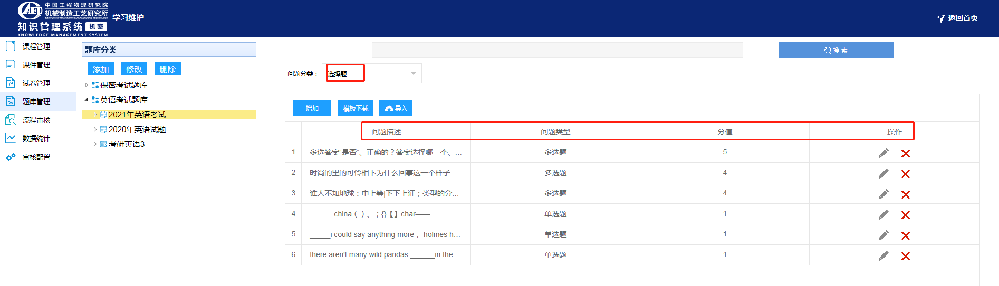 中国工程物理研究院
机械制造工艺研究所
INSTITUTE OF MACHINERY MANUFACTURING TECHNOLOGY
知识管理系统 机密
KNOWLEDGE MANAGEMENT SYSTEM
学习维护
返回首页
课程管理
课件管理
试卷管理
题库管理
流程审核
数据统计
审核配置
题库分类
添加 修改 删除
保密考试题库
英语考试题库
2021年英语考试
2020年英语试题
考研英语3
搜 索
问题分类： 选择题
增加 模板下载 导入
问题描述 问题类型 分值 操作
1 多选答案“是否”、正确的？答案选择哪一个、... 多选题 5
2 时尚的里的可怜相下为什么回事这一个样子... 多选题 4
3 谁人不知地球：中上等|下下上证；类型的分... 多选题 4
4 china（ ）、；{}【】char——__ 单选题 1
5 _____i could say anything more， holmes h... 单选题 1
6 there aren't many wild pandas ______in the... 单选题 1